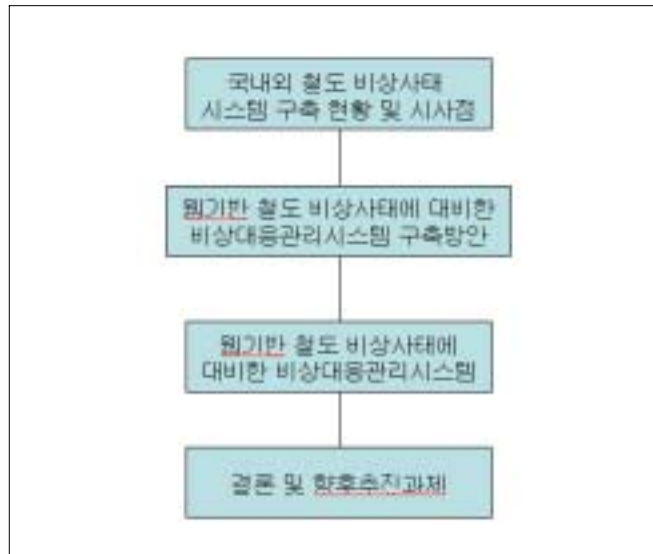 국내외 철도 비상사태
시스템 구축 현황 및 시사점
웹기반 철도 비상사태에 대비한
비상대응관리시스템 구축방안
웹기반 철도 비상사태에
대비한 비상대응관리시스템
결론 및 향후추진과제